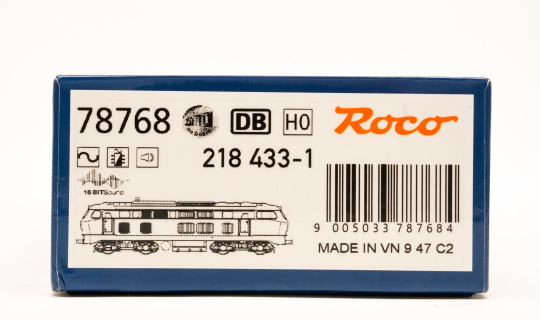 78768 DB H0 Roco
218 433-1
16 BITSound
9 005033 787684
MADE IN VN 9 47 C2